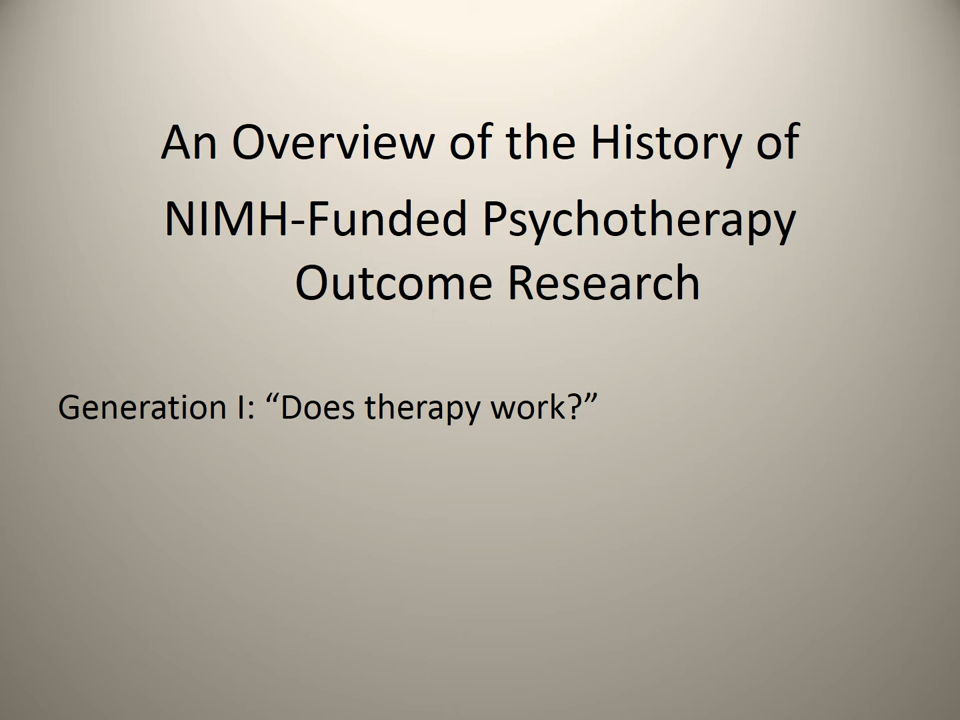 An Overview of the History of
NIMH-Funded Psychotherapy
Outcome Research
Generation I: “Does therapy work?”